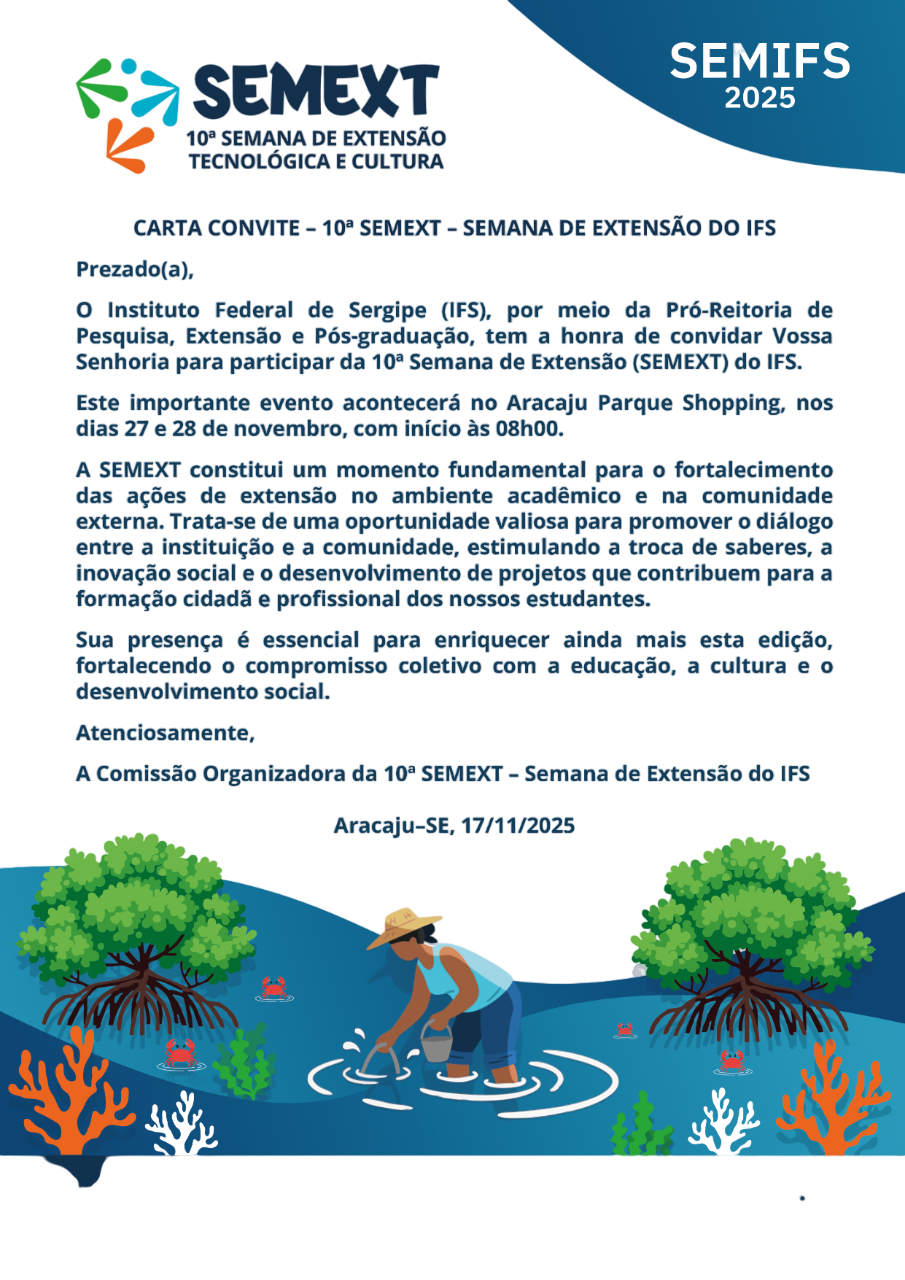 SEMEXT
10ª SEMANA DE EXTENSÃO
TECNOLÓGICA E CULTURA
SEMIFS
2025
CARTA CONVITE – 10ª SEMEXT – SEMANA DE EXTENSÃO DO IFS
Prezado(a),
O Instituto Federal de Sergipe (IFS), por meio da Pró-Reitoria de
Pesquisa, Extensão e Pós-graduação, tem a honra de convidar Vossa
Senhoria para participar da 10ª Semana de Extensão (SEMEXT) do IFS.
Este importante evento acontecerá no Aracaju Parque Shopping, nos
dias 27 e 28 de novembro, com início às 08h00.
A SEMEXT constitui um momento fundamental para o fortalecimento
das ações de extensão no ambiente acadêmico e na comunidade
externa. Trata-se de uma oportunidade valiosa para promover o diálogo
entre a instituição e a comunidade, estimulando a troca de saberes, a
inovação social e o desenvolvimento de projetos que contribuem para a
formação cidadã e profissional dos nossos estudantes.
Sua presença é essencial para enriquecer ainda mais esta edição,
fortalecendo o compromisso coletivo com a educação, a cultura e o
desenvolvimento social.
Atenciosamente,
A Comissão Organizadora da 10ª SEMEXT – Semana de Extensão do IFS
Aracaju–SE, 17/11/2025